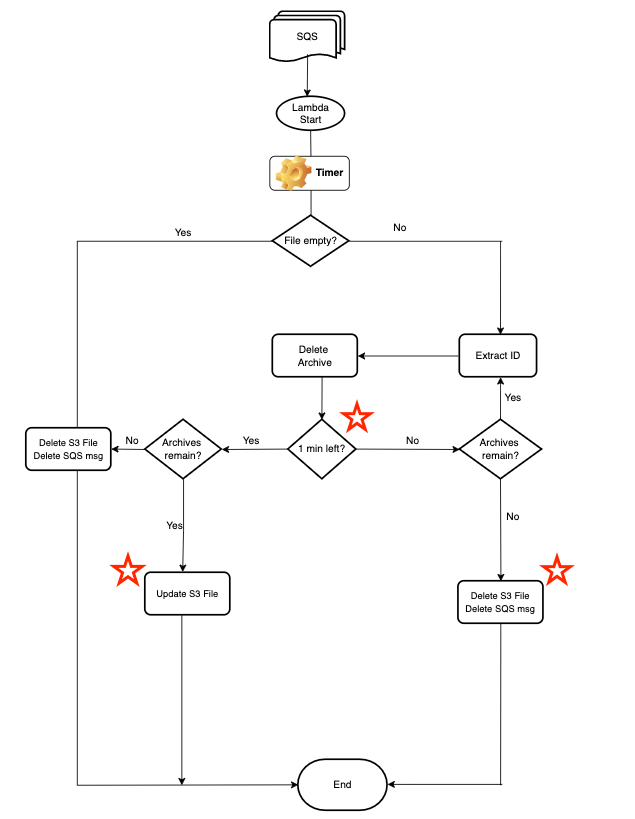 SQS
Lambda
Start
Timer
File empty?
Yes
No
Delete
Archive
Extract ID
Yes
1 min left?
Yes
No
Archives
remain?
No
Archives
remain?
Delete S3 File
Delete SQS msg
Yes
No
Update S3 File
Delete S3 File
Delete SQS msg
End